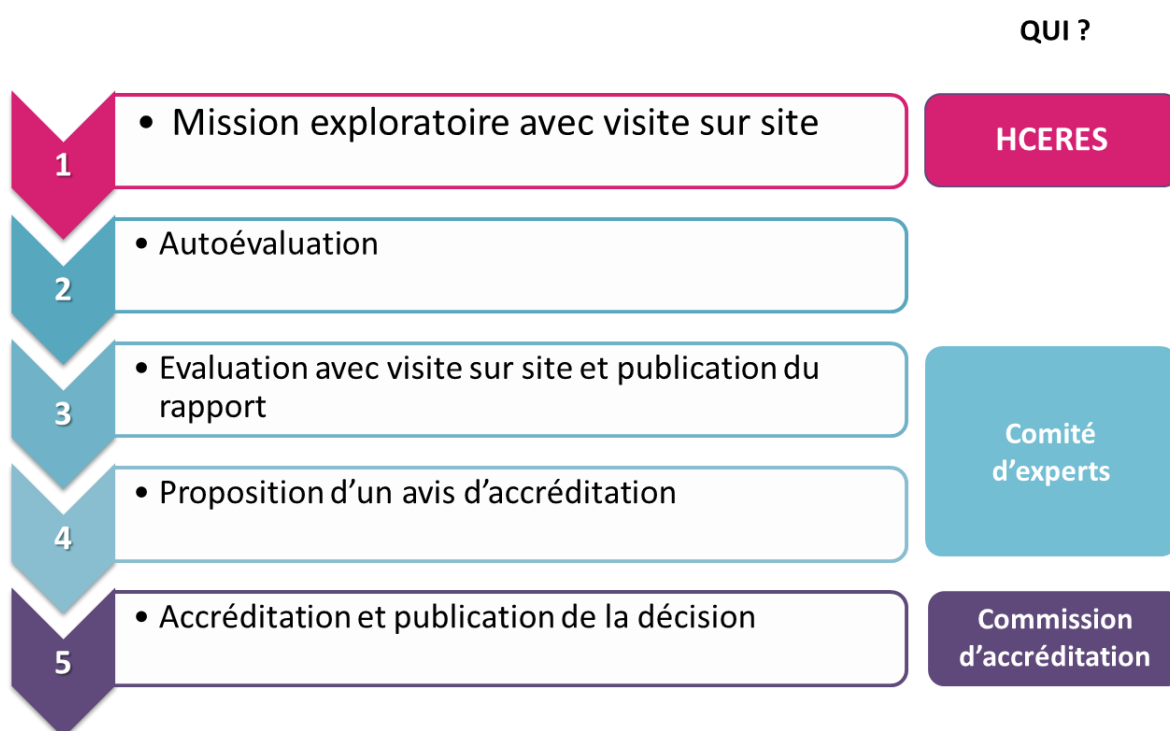 QUI ?
1
• Mission exploratoire avec visite sur site
HCERES
2
• Autoévaluation
3
• Evaluation avec visite sur site et publication du
rapport
Comité
d'experts
4
• Proposition d'un avis d'accréditation
5
• Accréditation et publication de la décision
Commission
d'accréditation